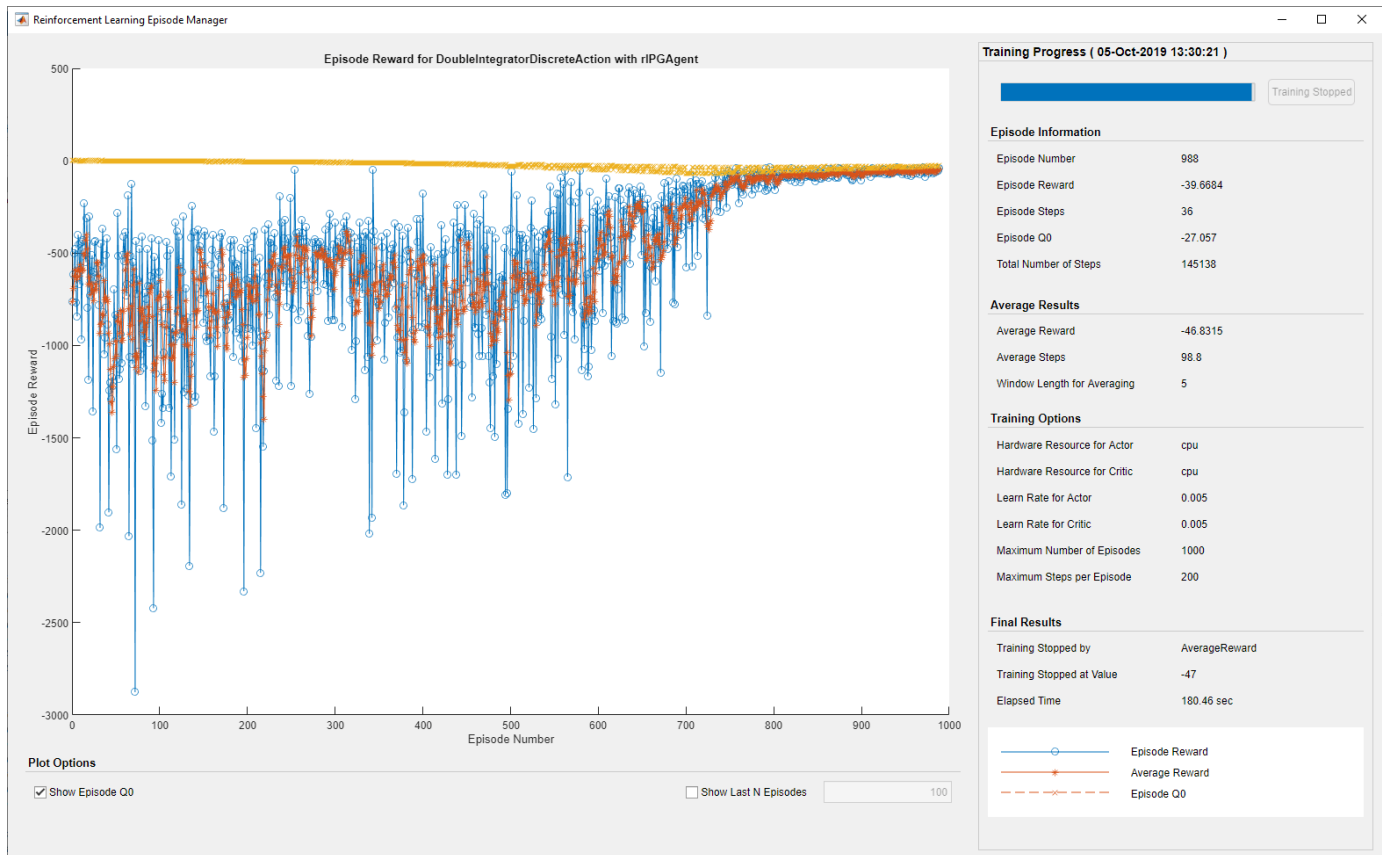 Reinforcement Learning Episode Manager
Episode Reward for DoubleIntegratorDiscreteAction with rlPGAgent
500
0
-500
-1000
-1500
-2000
-2500
-3000
Episode Reward
0 100 200 300 400 500 600 700 800 900 1000
Episode Number
Plot Options
Show Episode Q0
Show Last N Episodes 100
Training Progress ( 05-Oct-2019 13:30:21 )
Training Stopped
Episode Information
Episode Number 988
Episode Reward -39.6684
Episode Steps 36
Episode Q0 -27.057
Total Number of Steps 145138
Average Results
Average Reward -46.8315
Average Steps 98.8
Window Length for Averaging 5
Training Options
Hardware Resource for Actor cpu
Hardware Resource for Critic cpu
Learn Rate for Actor 0.005
Learn Rate for Critic 0.005
Maximum Number of Episodes 1000
Maximum Steps per Episode 200
Final Results
Training Stopped by AverageReward
Training Stopped at Value -47
Elapsed Time 180.46 sec
Episode Reward
Average Reward
Episode Q0